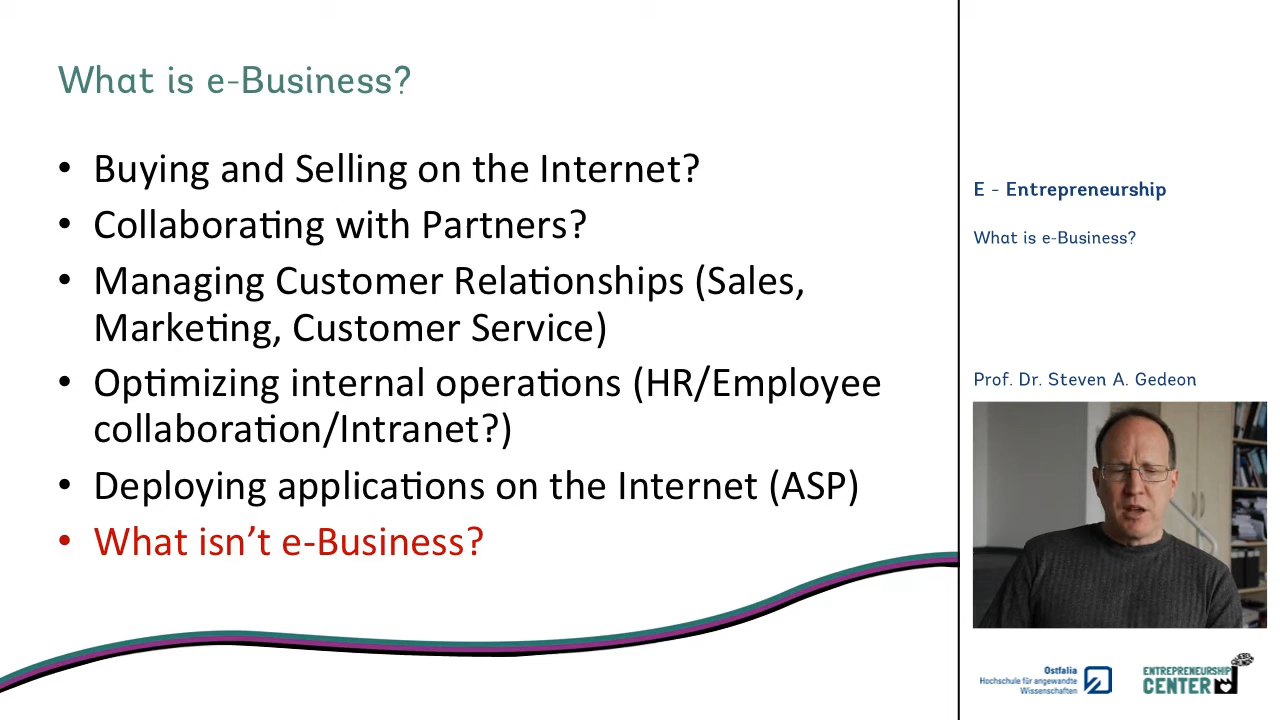 What is e-Business?
• Buying and Selling on the Internet?
• Collaborating with Partners?
• Managing Customer Relationships (Sales,
Marketing, Customer Service)
• Optimizing internal operations (HR/Employee
collaboration/Intranet?)
• Deploying applications on the Internet (ASP)
• What isn't e-Business?
E - Entrepreneurship
What is e-Business?
Prof. Dr. Steven A. Gedeon
Ostfalia
Hochschule für angewandte
Wissenschaften
ENTREPRENEURSHIP
CENTER